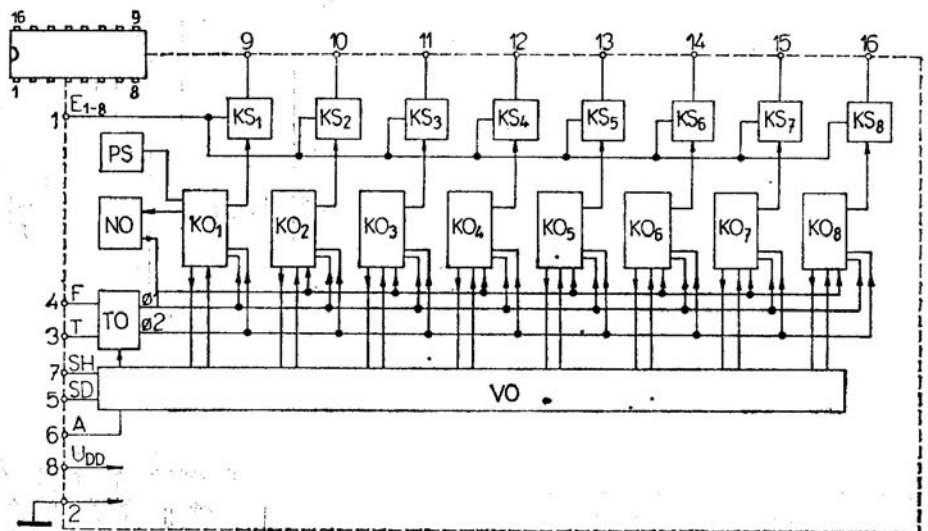 16 9
1 8
9 10 11 12 13 14 15 16
1 E1-8
KS1 KS2 KS3 KS4 KS5 KS6 KS7 KS8
PS
NO
KO1 KO2 KO3 KO4 KO5 KO6 KO7 KO8
4 F
TO
ø1
3 T
ø2
7 SH
5 SD
VO
6 A
8 UDD
2